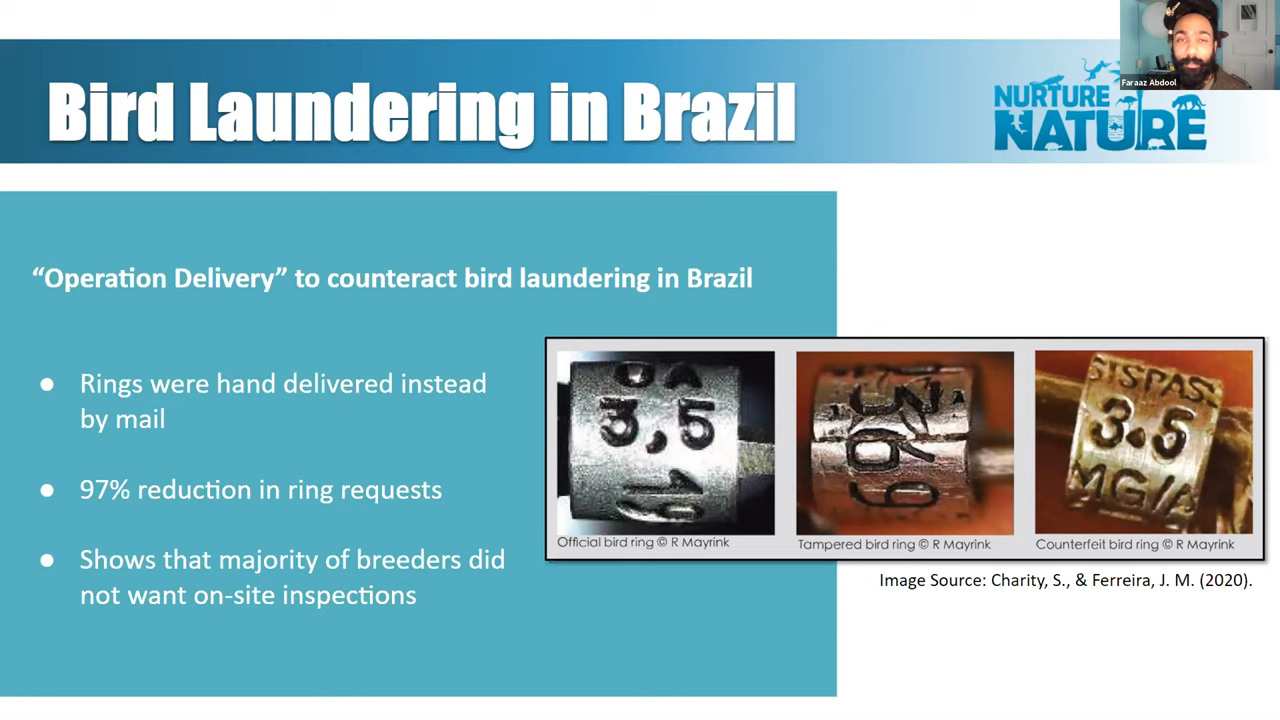 Faraaz Abdool
Bird Laundering in Brazil
NURTURE
NATURE
“Operation Delivery” to counteract bird laundering in Brazil
● Rings were hand delivered instead
by mail
● 97% reduction in ring requests
● Shows that majority of breeders did
not want on-site inspections
3,5
SISPASS
3.5
MG/A
Official bird ring © R Mayrink
Tampered bird ring © R Mayrink
Counterfeit bird ring © R Mayrink
Image Source: Charity, S., & Ferreira, J. M. (2020).